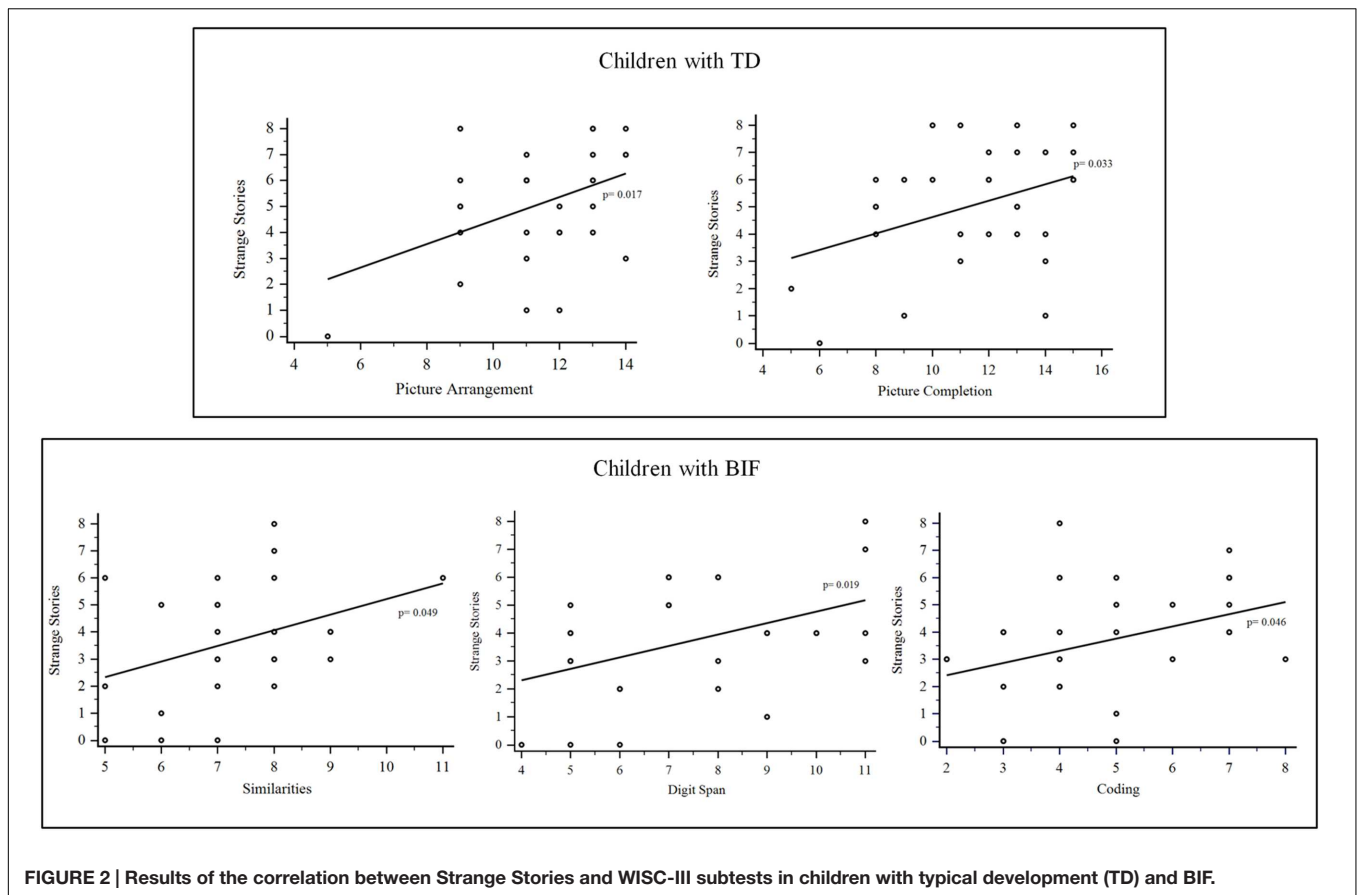 Children with TD
Strange Stories
8
7
6
5
4
3
2
1
0
p= 0.017
4 6 8 10 12 14
Picture Arrangement
Strange Stories
8
7
6
5
4
3
2
1
0
p= 0.033
4 6 8 10 12 14 16
Picture Completion
Children with BIF
Strange Stories
8
7
6
5
4
3
2
1
0
p= 0.049
5 6 7 8 9 10 11
Similarities
Strange Stories
8
7
6
5
4
3
2
1
0
p= 0.019
4 5 6 7 8 9 10 11
Digit Span
Strange Stories
8
7
6
5
4
3
2
1
0
p= 0.046
2 3 4 5 6 7 8
Coding
FIGURE 2 | Results of the correlation between Strange Stories and WISC-III subtests in children with typical development (TD) and BIF.